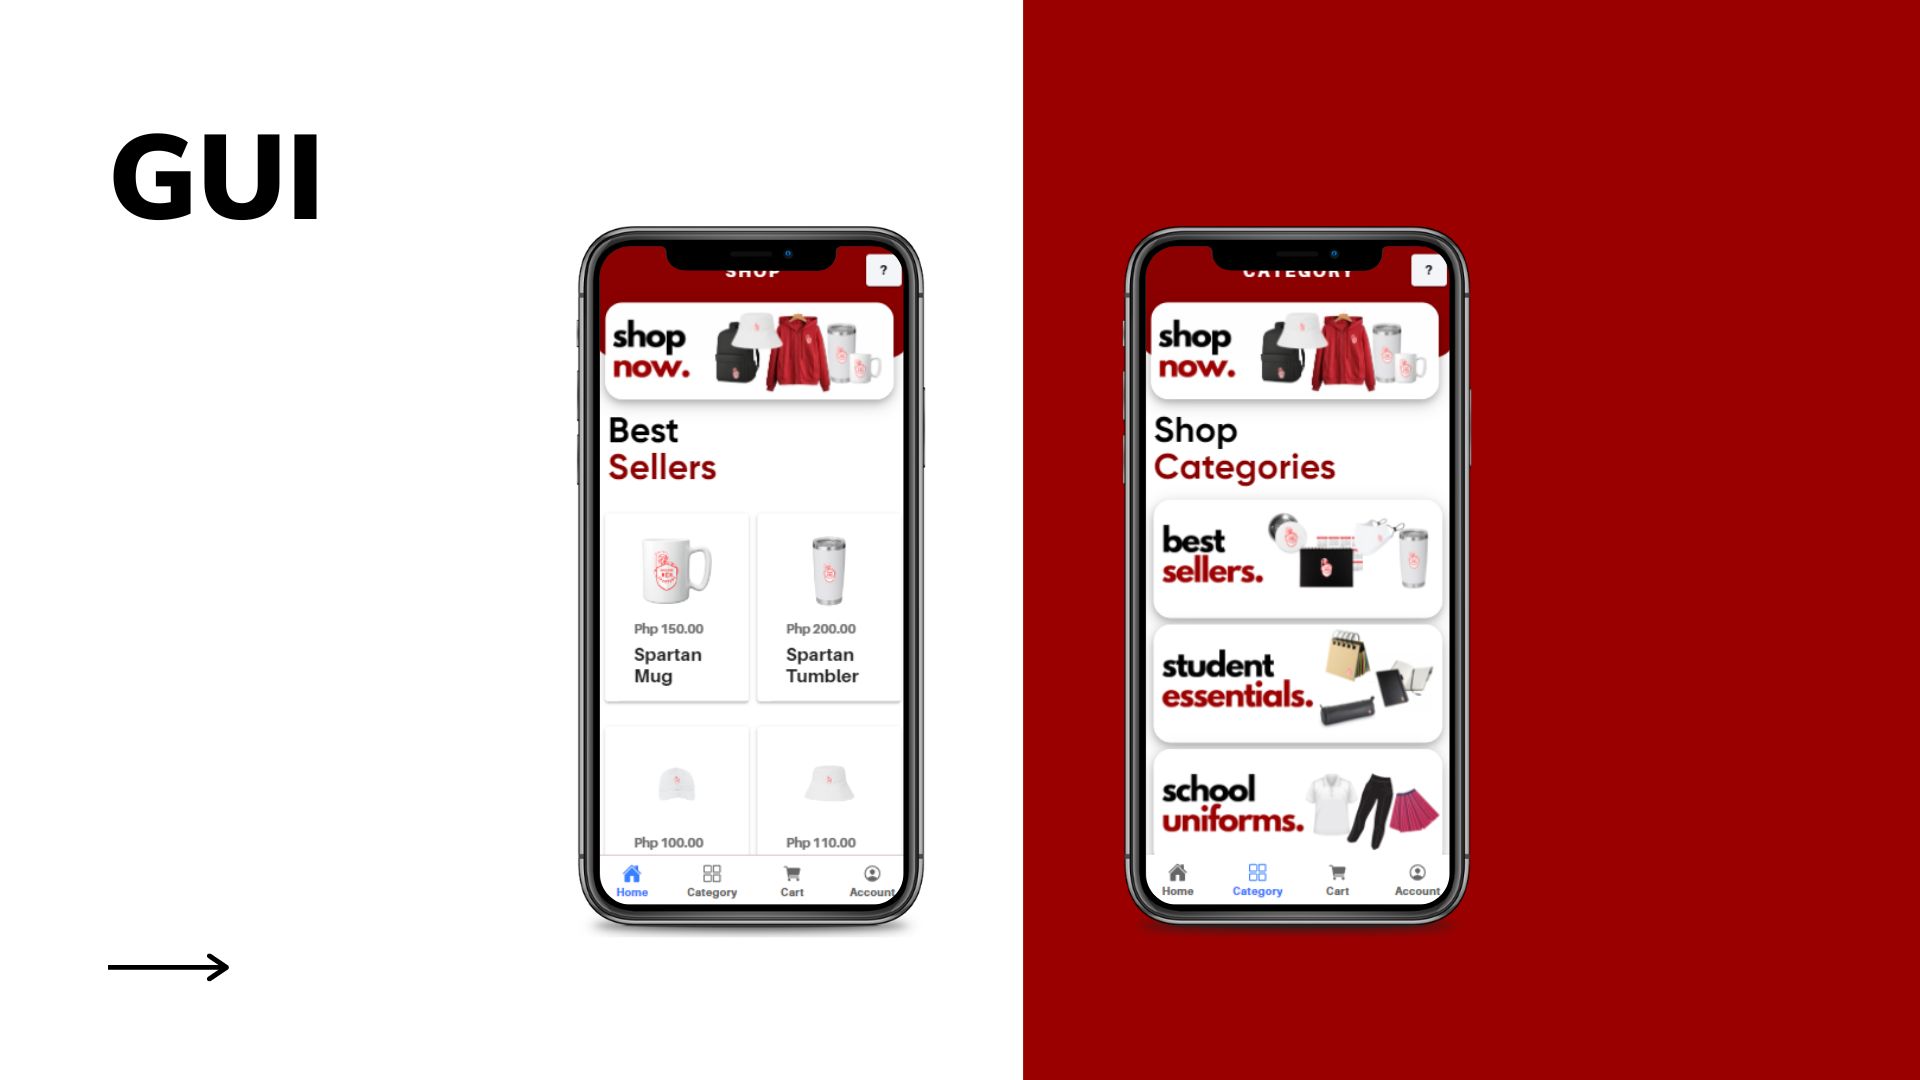 GUI
SHOP
?
shop
now.
Best
Sellers
Php 150.00
Spartan
Mug
Php 200.00
Spartan
Tumbler
Php 100.00
Php 110.00
Home
Category
Cart
Account
CATEGORY
?
shop
now.
Shop
Categories
best
sellers.
student
essentials.
school
uniforms.
Home
Category
Cart
Account